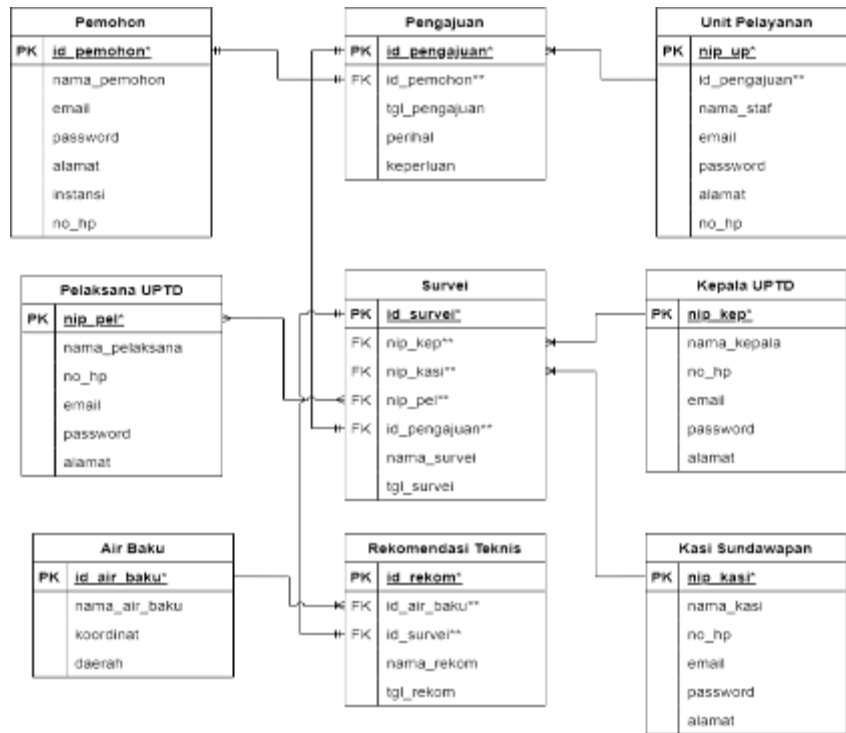 Pemohon
PK id_pemohon*
nama_pemohon
email
password
alamat
instansi
no_hp
Pengajuan
PK id_pengajuan*
FK id_pemohon**
tgl_pengajuan
perihal
keperluan
Unit Pelayanan
PK nip_up*
id_pengajuan**
nama_staf
email
password
alamat
no_hp
Pelaksana UPTD
PK nip_pel*
nama_pelaksana
no_hp
email
password
alamat
Survei
PK id_survei*
FK nip_kep**
FK nip_kasi**
FK nip_pel**
FK id_pengajuan**
nama_survei
tgl_survei
Kepala UPTD
PK nip_kep*
nama_kepala
no_hp
email
password
alamat
Air Baku
PK id_air_baku*
nama_air_baku
koordinat
daerah
Rekomendasi Teknis
PK id_rekom*
FK id_air_baku**
FK id_survei**
nama_rekom
tgl_rekom
Kasi Sundawapan
PK nip_kasi*
nama_kasi
no_hp
email
password
alamat